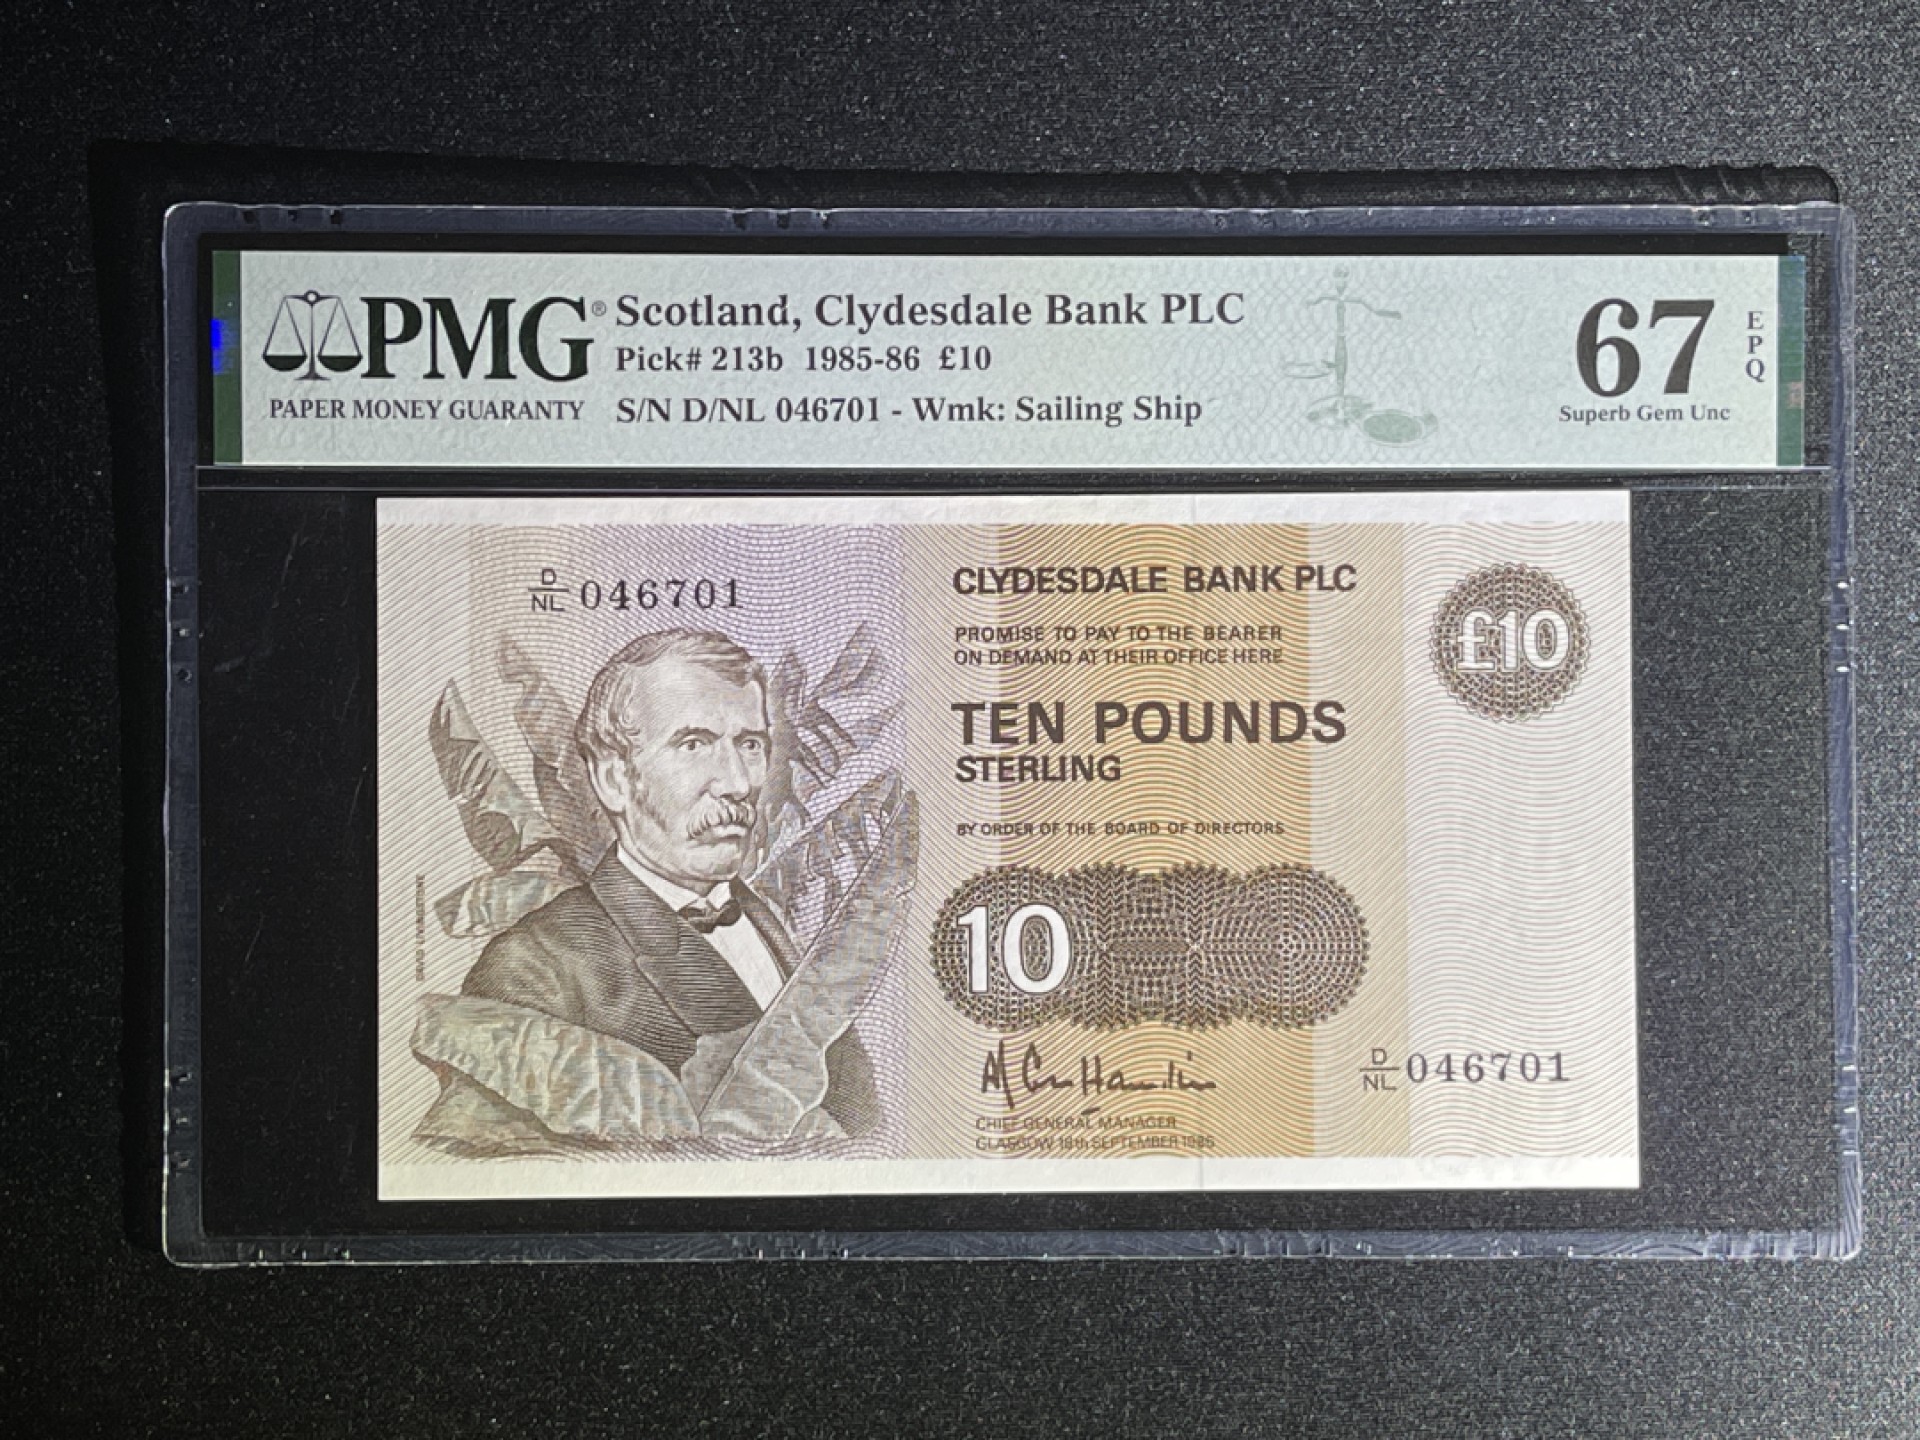 PMG®
PAPER MONEY GUARANTY
Scotland, Clydesdale Bank PLC
Pick# 213b 1985-86 £10
S/N D/NL 046701 - Wmk: Sailing Ship
67
EPQ
Superb Gem Unc
D/NL 046701
CLYDESDALE BANK PLC
PROMISE TO PAY TO THE BEARER
ON DEMAND AT THEIR OFFICE HERE
TEN POUNDS
STERLING
BY ORDER OF THE BOARD OF DIRECTORS
£10
10
DAVID LIVINGSTONE
CHIEF GENERAL MANAGER
GLASGOW 18th SEPTEMBER
D/NL 046701